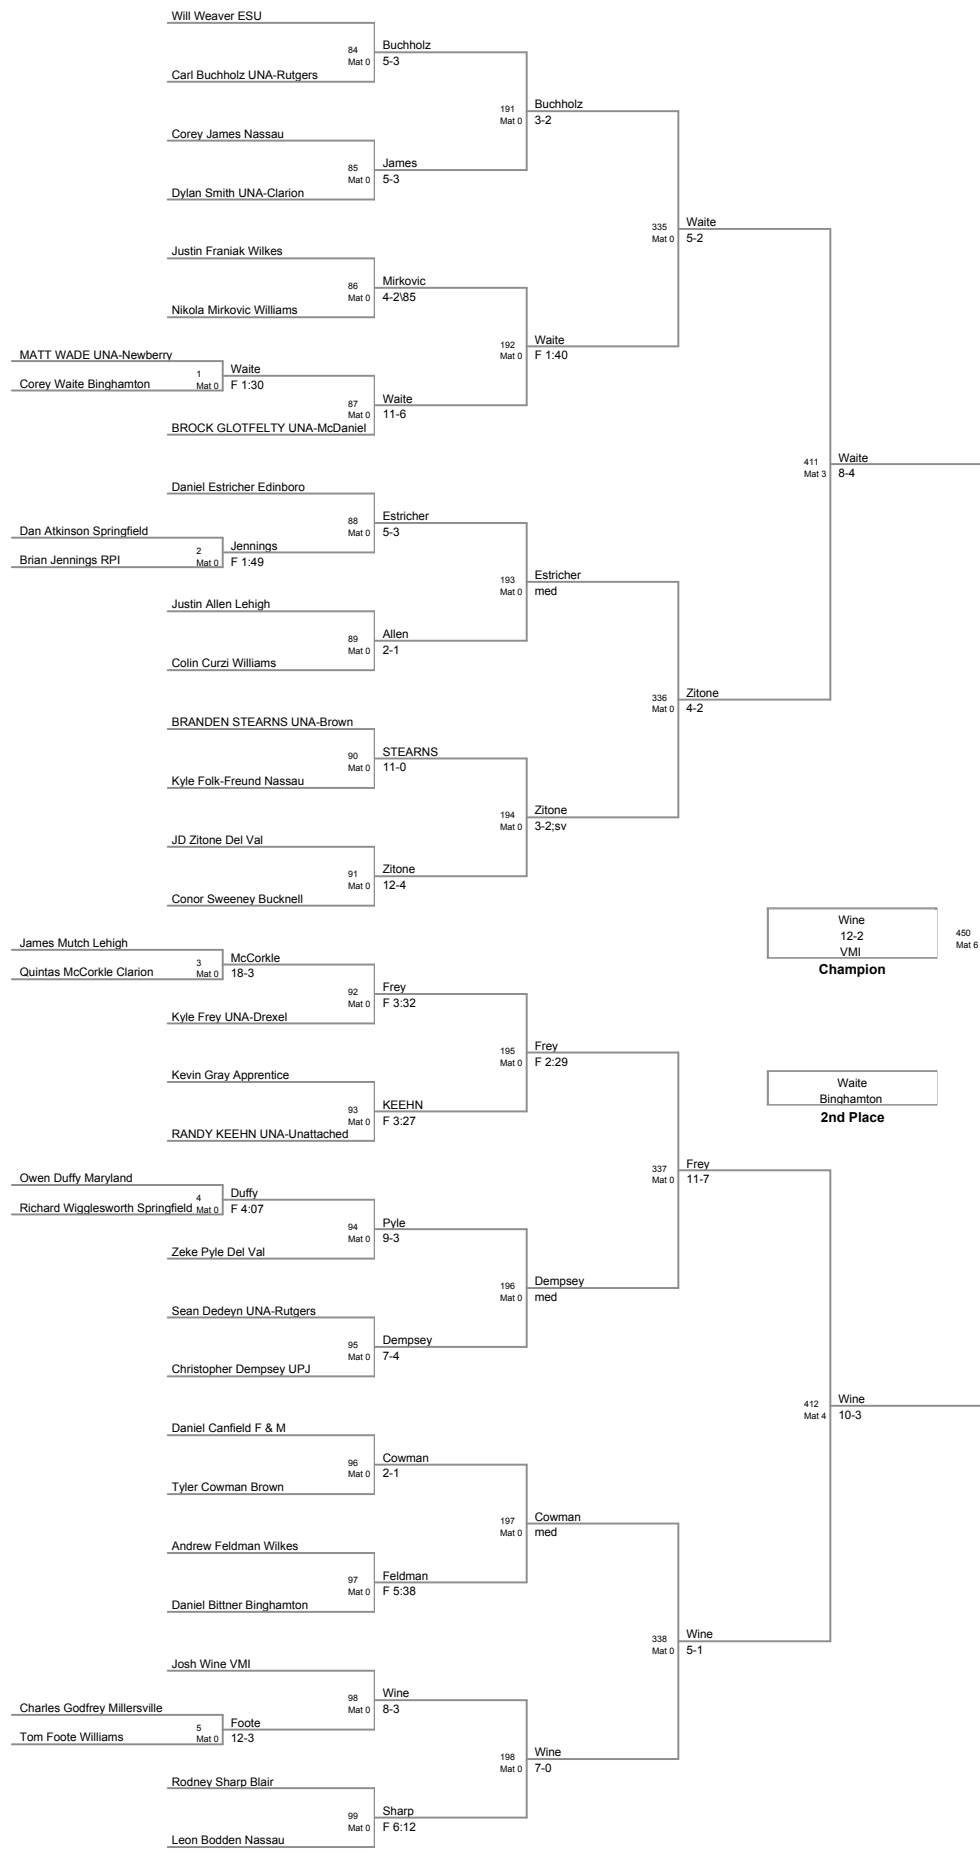 Will Weaver ESU
84
Mat 0
Buchholz
5-3
Carl Buchholz UNA-Rutgers
191
Mat 0
Buchholz
3-2
Corey James Nassau
85
Mat 0
James
5-3
Dylan Smith UNA-Clarion
335
Mat 0
Waite
5-2
Justin Franiak Wilkes
86
Mat 0
Mirkovic
4-2\85
Nikola Mirkovic Williams
192
Mat 0
Waite
F 1:40
MATT WADE UNA-Newberry
1
Mat 0
Waite
F 1:30
Corey Waite Binghamton
87
Mat 0
Waite
11-6
BROCK GLOTFELTY UNA-McDaniel
411
Mat 3
Waite
8-4
Daniel Estricher Edinboro
88
Mat 0
Estricher
5-3
Dan Atkinson Springfield
2
Mat 0
Jennings
F 1:49
Brian Jennings RPI
193
Mat 0
Estricher
med
Justin Allen Lehigh
89
Mat 0
Allen
2-1
Colin Curzi Williams
336
Mat 0
Zitone
4-2
BRANDEN STEARNS UNA-Brown
90
Mat 0
STEARNS
11-0
Kyle Folk-Freund Nassau
194
Mat 0
Zitone
3-2;sv
JD Zitone Del Val
91
Mat 0
Zitone
12-4
Conor Sweeney Bucknell
Wine
12-2
VMI
Champion
450
Mat 6
James Mutch Lehigh
3
Mat 0
McCorkle
18-3
Quintas McCorkle Clarion
92
Mat 0
Frey
F 3:32
Kyle Frey UNA-Drexel
195
Mat 0
Frey
F 2:29
Kevin Gray Apprentice
93
Mat 0
KEEHN
F 3:27
RANDY KEEHN UNA-Unattached
Waite
Binghamton
2nd Place
337
Mat 0
Frey
11-7
Owen Duffy Maryland
4
Mat 0
Duffy
F 4:07
Richard Wigglesworth Springfield
94
Mat 0
Pyle
9-3
Zeke Pyle Del Val
196
Mat 0
Dempsey
med
Sean Dedeyn UNA-Rutgers
95
Mat 0
Dempsey
7-4
Christopher Dempsey UPJ
412
Mat 4
Wine
10-3
Daniel Canfield F & M
96
Mat 0
Cowman
2-1
Tyler Cowman Brown
197
Mat 0
Cowman
med
Andrew Feldman Wilkes
97
Mat 0
Feldman
F 5:38
Daniel Bittner Binghamton
338
Mat 0
Wine
5-1
Josh Wine VMI
98
Mat 0
Wine
8-3
Charles Godfrey Millersville
5
Mat 0
Foote
12-3
Tom Foote Williams
198
Mat 0
Wine
7-0
Rodney Sharp Blair
99
Mat 0
Sharp
F 6:12
Leon Bodden Nassau